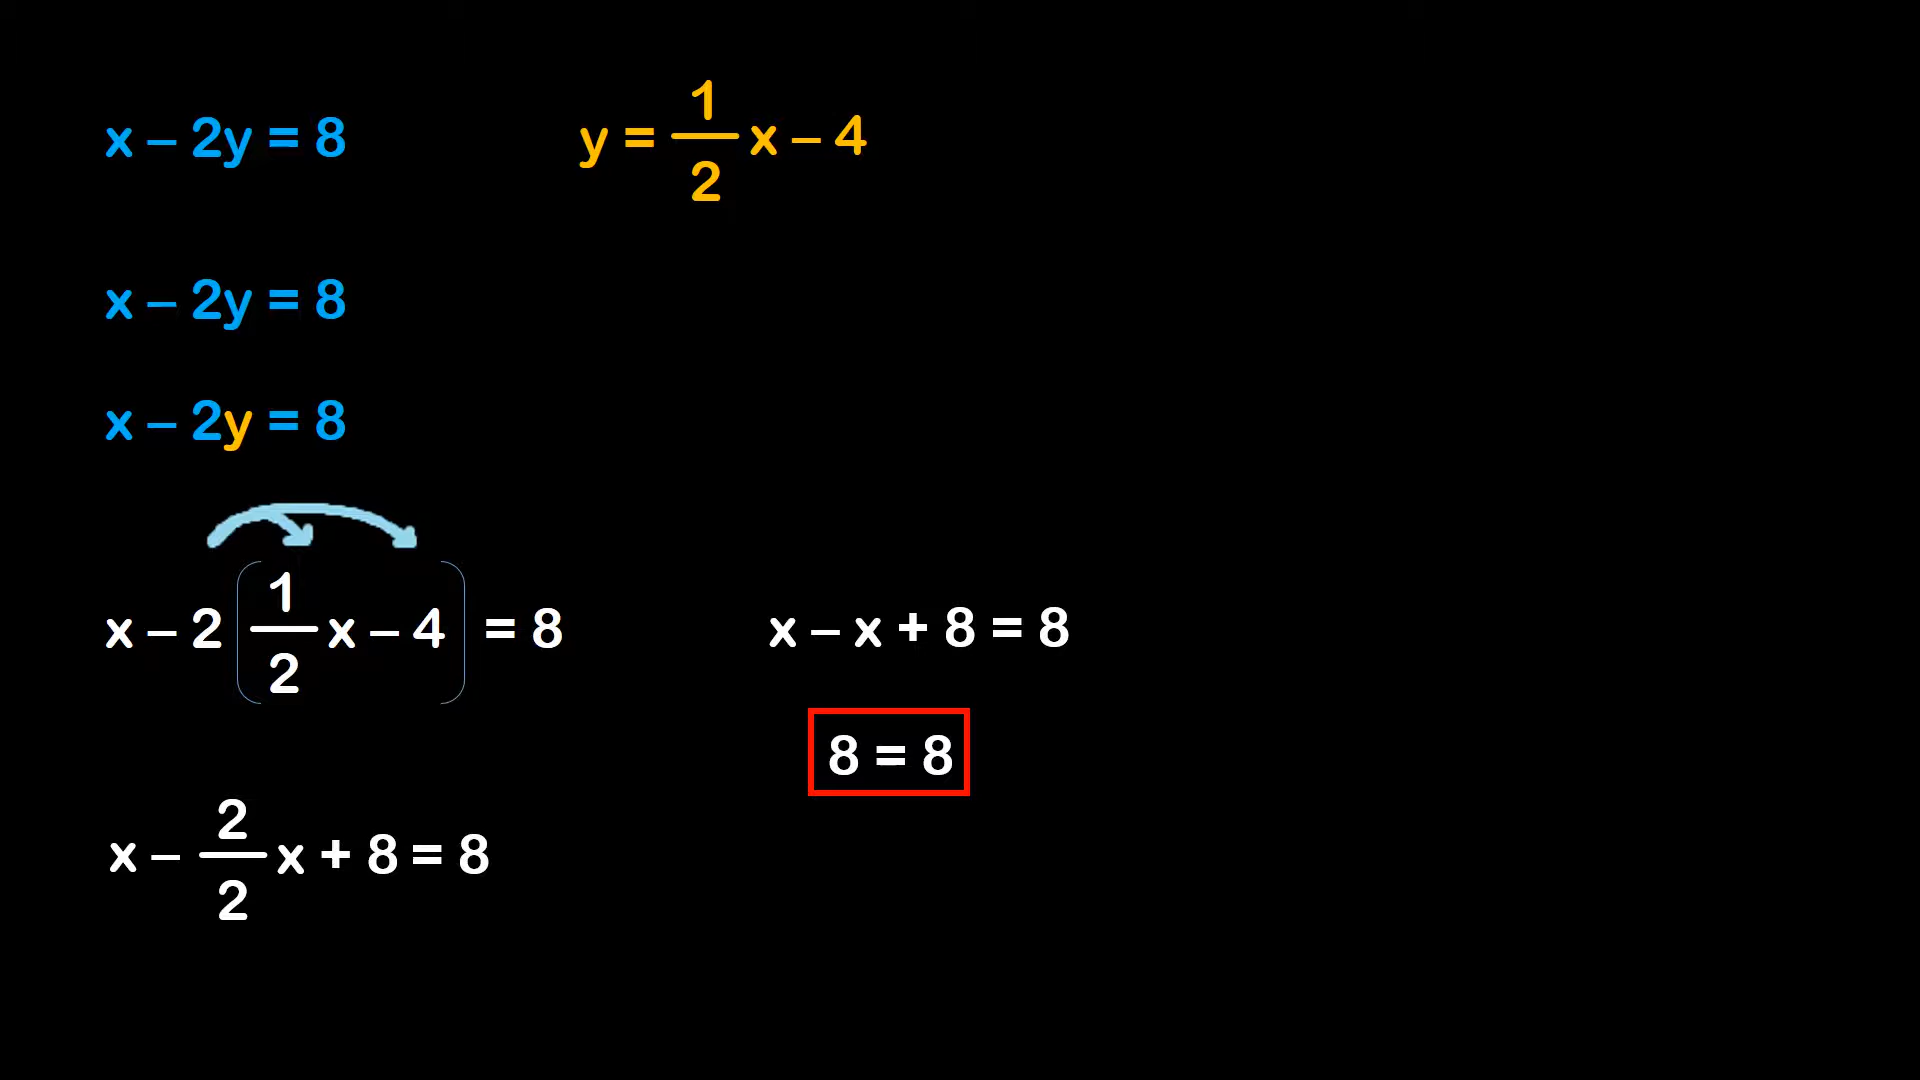 x – 2y = 8
y = 1/2 x – 4
x – 2y = 8
x – 2y = 8
x – 2 (1/2 x – 4) = 8
x – x + 8 = 8
8 = 8
x – 2/2 x + 8 = 8